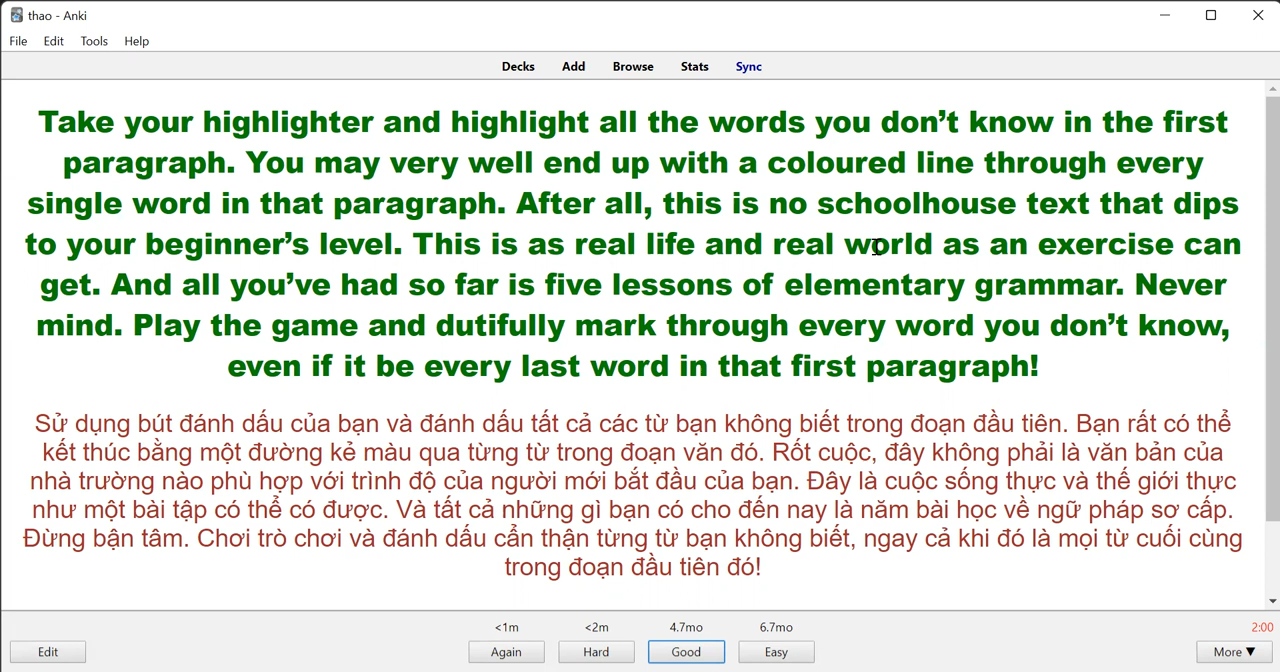 thao - Anki
File Edit Tools Help
Decks Add Browse Stats Sync
Take your highlighter and highlight all the words you don’t know in the first
paragraph. You may very well end up with a coloured line through every
single word in that paragraph. After all, this is no schoolhouse text that dips
to your beginner’s level. This is as real life and real world as an exercise can
get. And all you’ve had so far is five lessons of elementary grammar. Never
mind. Play the game and dutifully mark through every word you don’t know,
even if it be every last word in that first paragraph!
Sử dụng bút đánh dấu của bạn và đánh dấu tất cả các từ bạn không biết trong đoạn đầu tiên. Bạn rất có thể
kết thúc bằng một đường kẻ màu qua từng từ trong đoạn văn đó. Rốt cuộc, đây không phải là văn bản của
nhà trường nào phù hợp với trình độ của người mới bắt đầu của bạn. Đây là cuộc sống thực và thế giới thực
như một bài tập có thể có được. Và tất cả những gì bạn có cho đến nay là năm bài học về ngữ pháp sơ cấp.
Đừng bận tâm. Chơi trò chơi và đánh dấu cẩn thận từng từ bạn không biết, ngay cả khi đó là mọi từ cuối cùng
trong đoạn đầu tiên đó!
<1m <2m 4.7mo 6.7mo 2:00
Edit Again Hard Good Easy More ▼